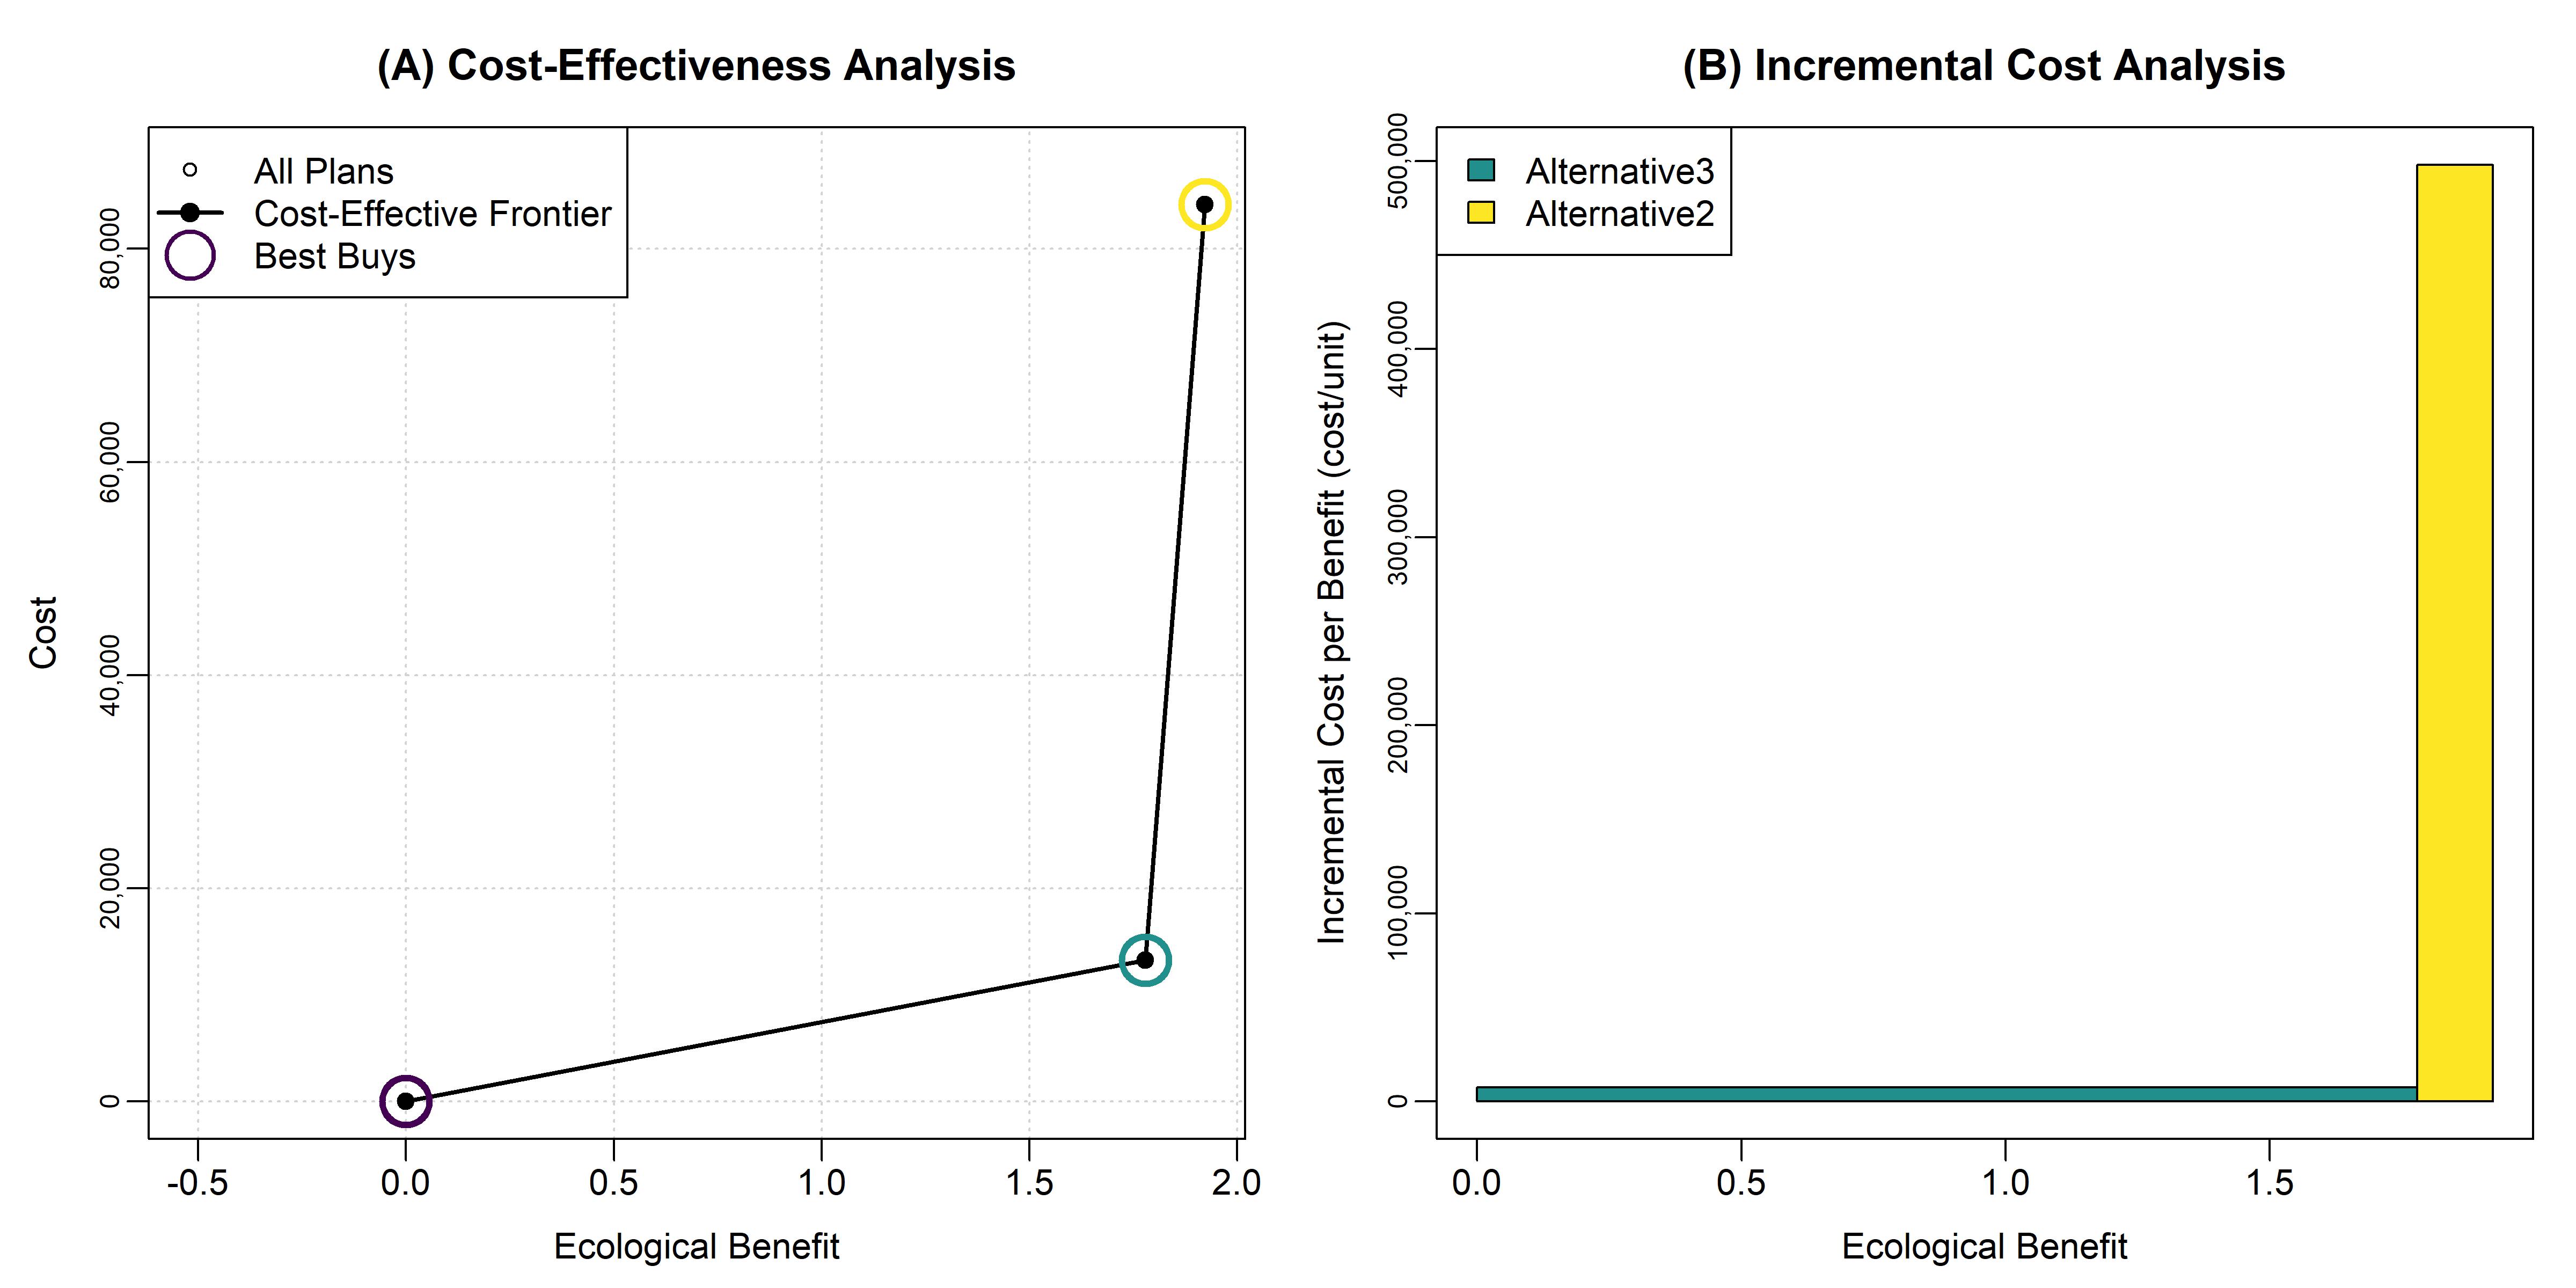 (A) Cost-Effectiveness Analysis
All Plans
Cost-Effective Frontier
Best Buys
Cost
80,000
60,000
40,000
20,000
0
-0.5 0.0 0.5 1.0 1.5 2.0
Ecological Benefit
(B) Incremental Cost Analysis
Alternative3
Alternative2
Incremental Cost per Benefit (cost/unit)
500,000
400,000
300,000
200,000
100,000
0
0.0 0.5 1.0 1.5
Ecological Benefit